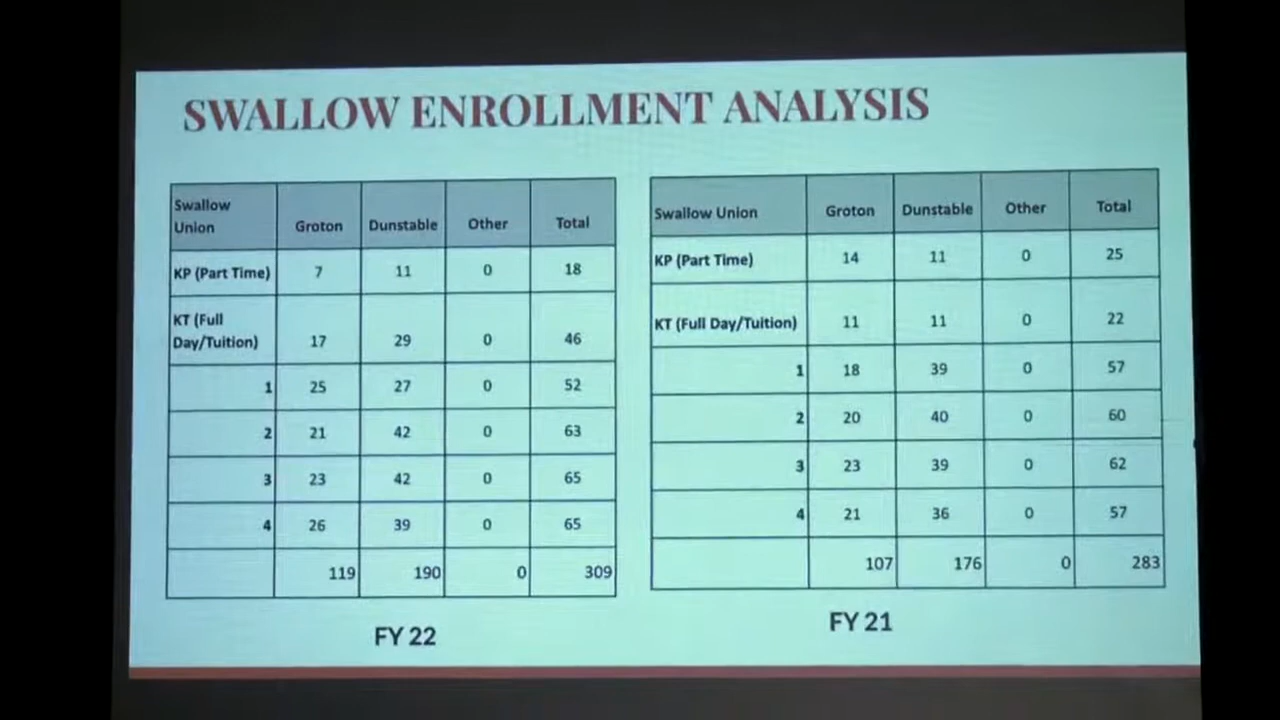 SWALLOW ENROLLMENT ANALYSIS
Swallow
Union Groton Dunstable Other Total
KP (Part Time) 7 11 0 18
KT (Full
Day/Tuition) 17 29 0 46
1 25 27 0 52
2 21 42 0 63
3 23 42 0 65
4 26 39 0 65
119 190 0 309
FY 22
Swallow Union Groton Dunstable Other Total
KP (Part Time) 14 11 0 25
KT (Full Day/Tuition) 11 11 0 22
1 18 39 0 57
2 20 40 0 60
3 23 39 0 62
4 21 36 0 57
107 176 0 283
FY 21